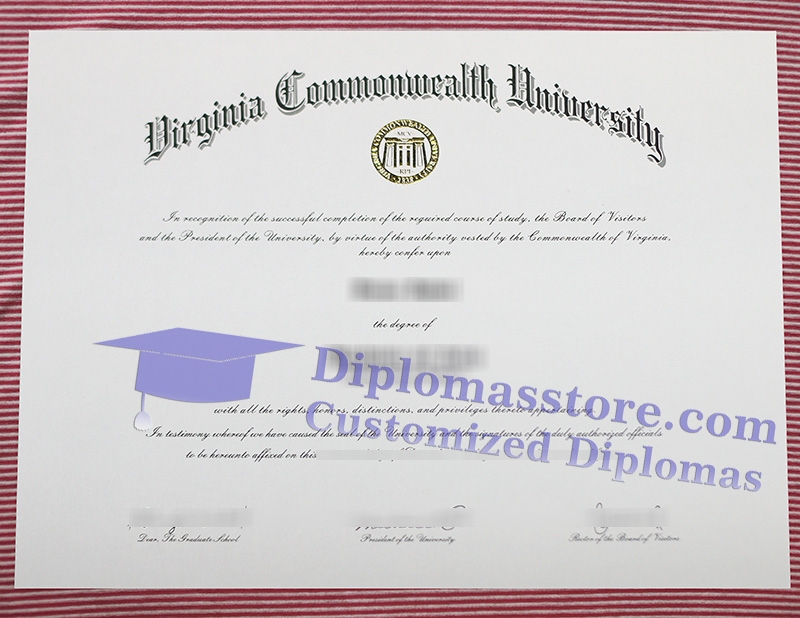 Virginia Commonwealth University
VIRGINIA COMMONWEALTH UNIVERSITY
MCV
RPI
In recognition of the successful completion of the required course of study, the Board of Visitors
and the President of the University, by virtue of the authority vested by the Commonwealth of Virginia,
hereby confer upon
the degree of
Diplomasstore.com
with all the rights, honors, distinctions, and privileges thereto appertaining.
Customized Diplomas
In testimony whereof we have caused the seal of the University and the signatures of the duly authorized officials
to be hereunto affixed on this
Dean, The Graduate School
President of the University
Rector of the Board of Visitors